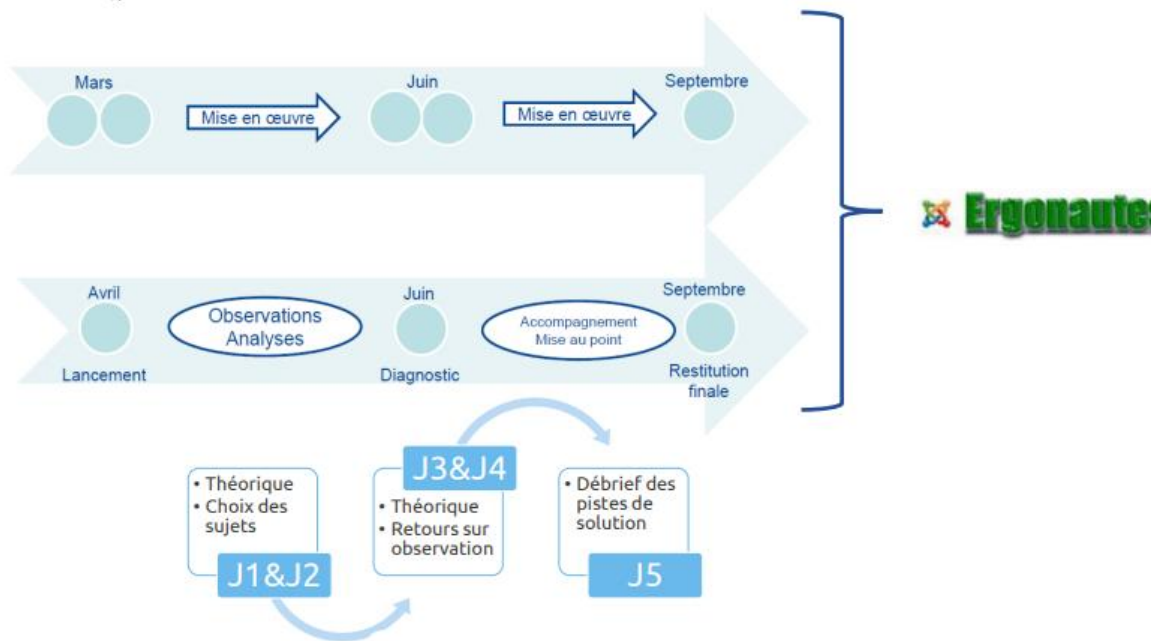 Mars
Juin
Septembre
Mise en œuvre
Mise en œuvre
Ergonautes
Avril
Juin
Septembre
Observations
Analyses
Accompagnement
Mise au point
Lancement
Diagnostic
Restitution
finale
• Théorique
• Choix des
sujets
J1&J2
J3&J4
• Théorique
• Retours sur
observation
• Débrief des
pistes de
solution
J5